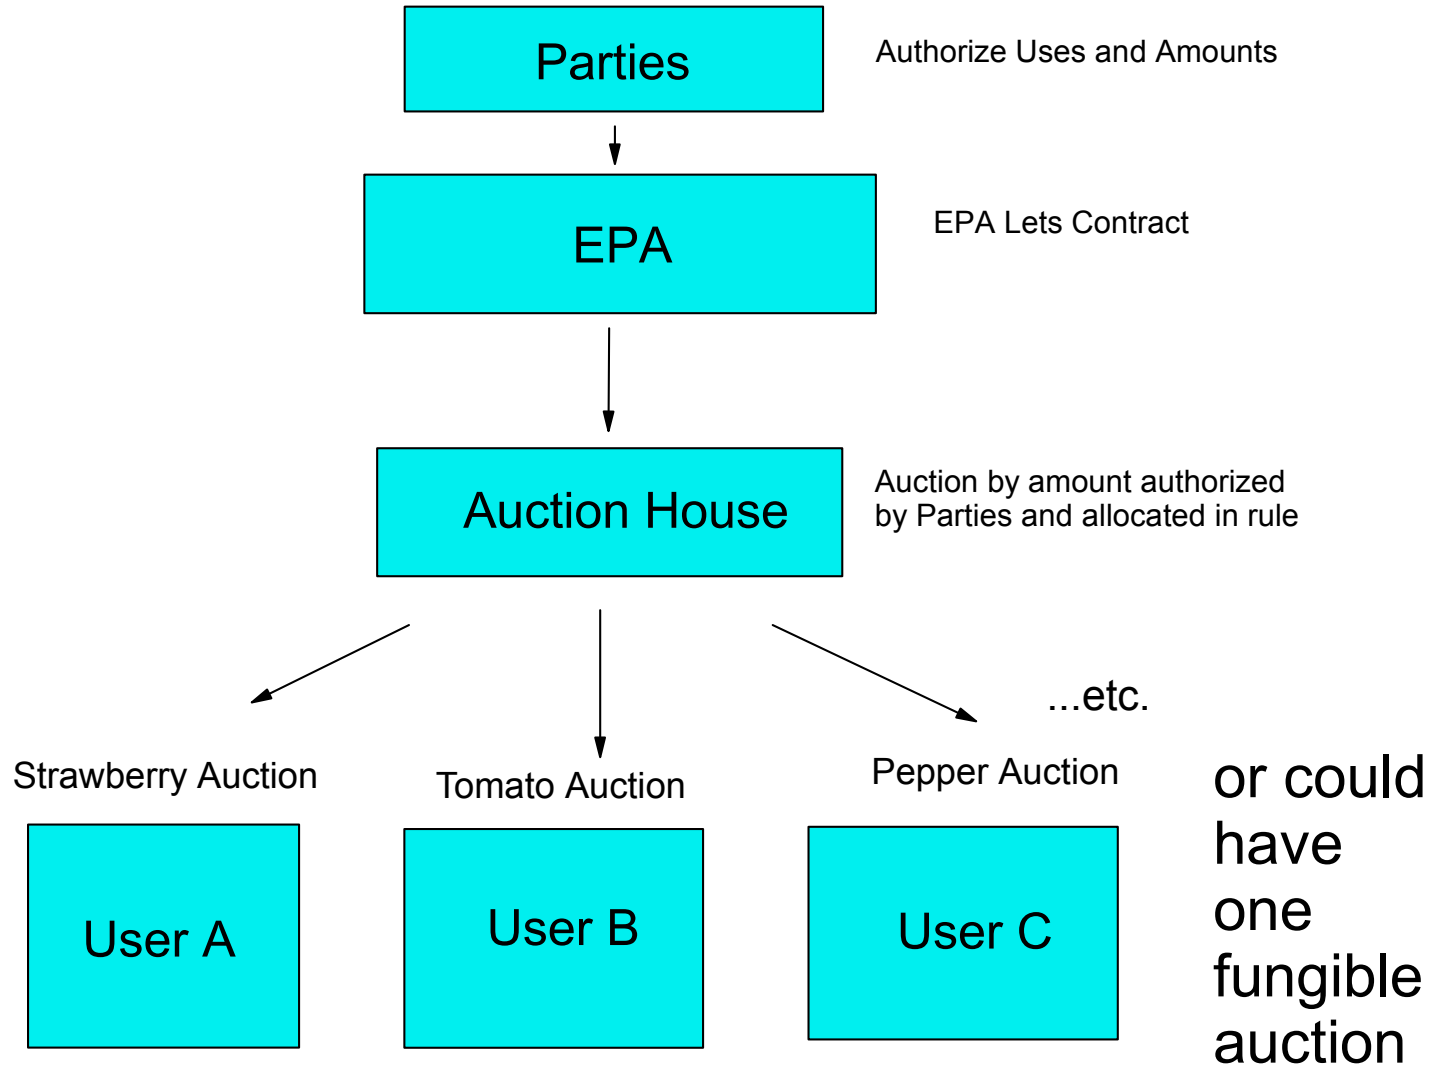 Parties
Authorize Uses and Amounts
EPA
EPA Lets Contract
Auction House
Auction by amount authorized
by Parties and allocated in rule
...etc.
Strawberry Auction
Tomato Auction
Pepper Auction
User A
User B
User C
or could
have
one
fungible
auction